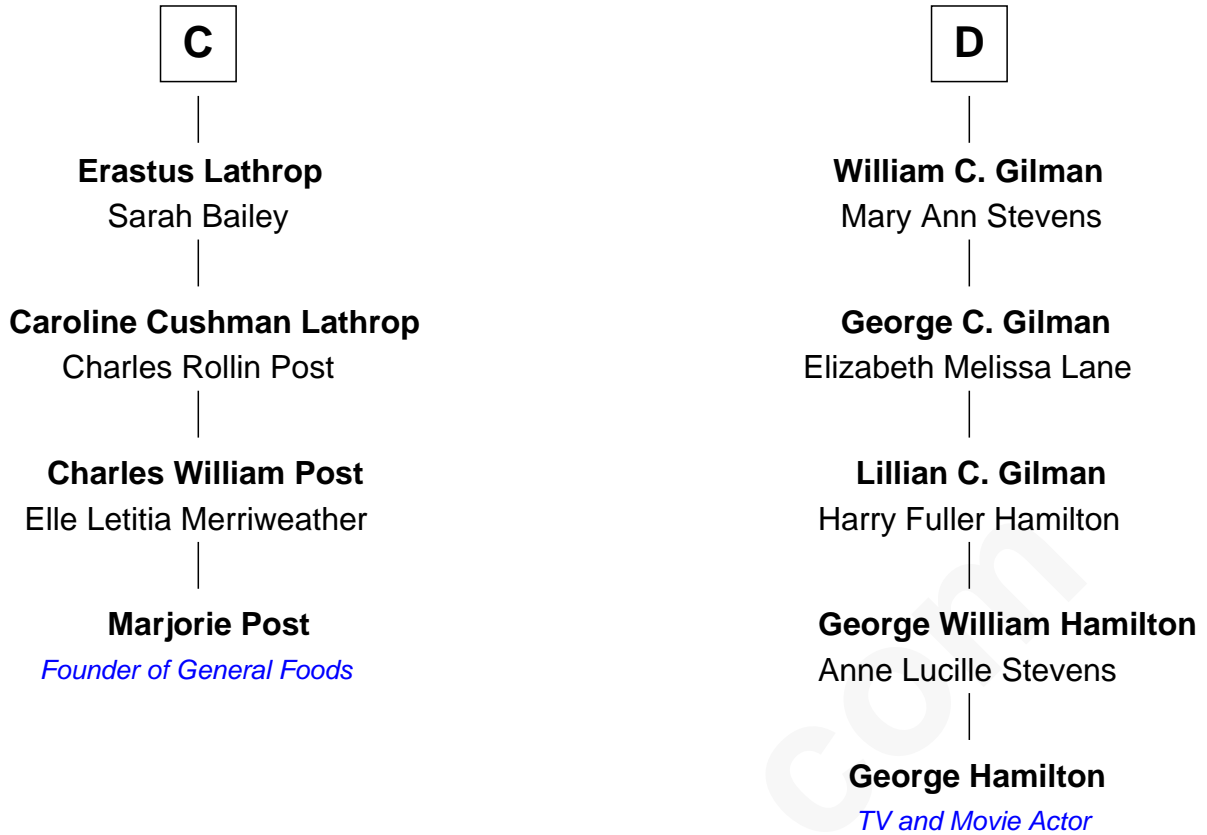 C
Erastus Lathrop
Sarah Bailey
Caroline Cushman Lathrop
Charles Rollin Post
Charles William Post
Elle Letitia Merriweather
Marjorie Post
Founder of General Foods
D
William C. Gilman
Mary Ann Stevens
George C. Gilman
Elizabeth Melissa Lane
Lillian C. Gilman
Harry Fuller Hamilton
George William Hamilton
Anne Lucille Stevens
George Hamilton
TV and Movie Actor
com